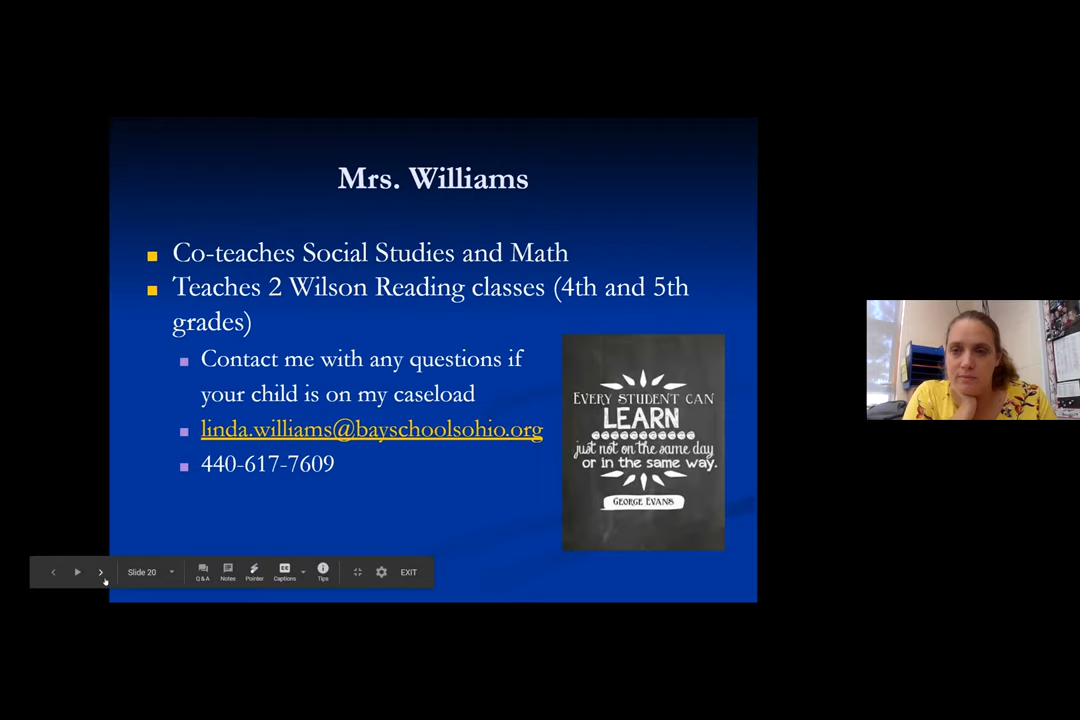 Mrs. Williams
Co-teaches Social Studies and Math
Teaches 2 Wilson Reading classes (4th and 5th
grades)
Contact me with any questions if
your child is on my caseload
linda.williams@bayschoolsohio.org
440-617-7609
EVERY STUDENT CAN
LEARN
just not on the same day
or in the same way.
GEORGE EVANS
Slide 20
Q & A
Notes
Pointer
CC
Captions
Tips
EXIT